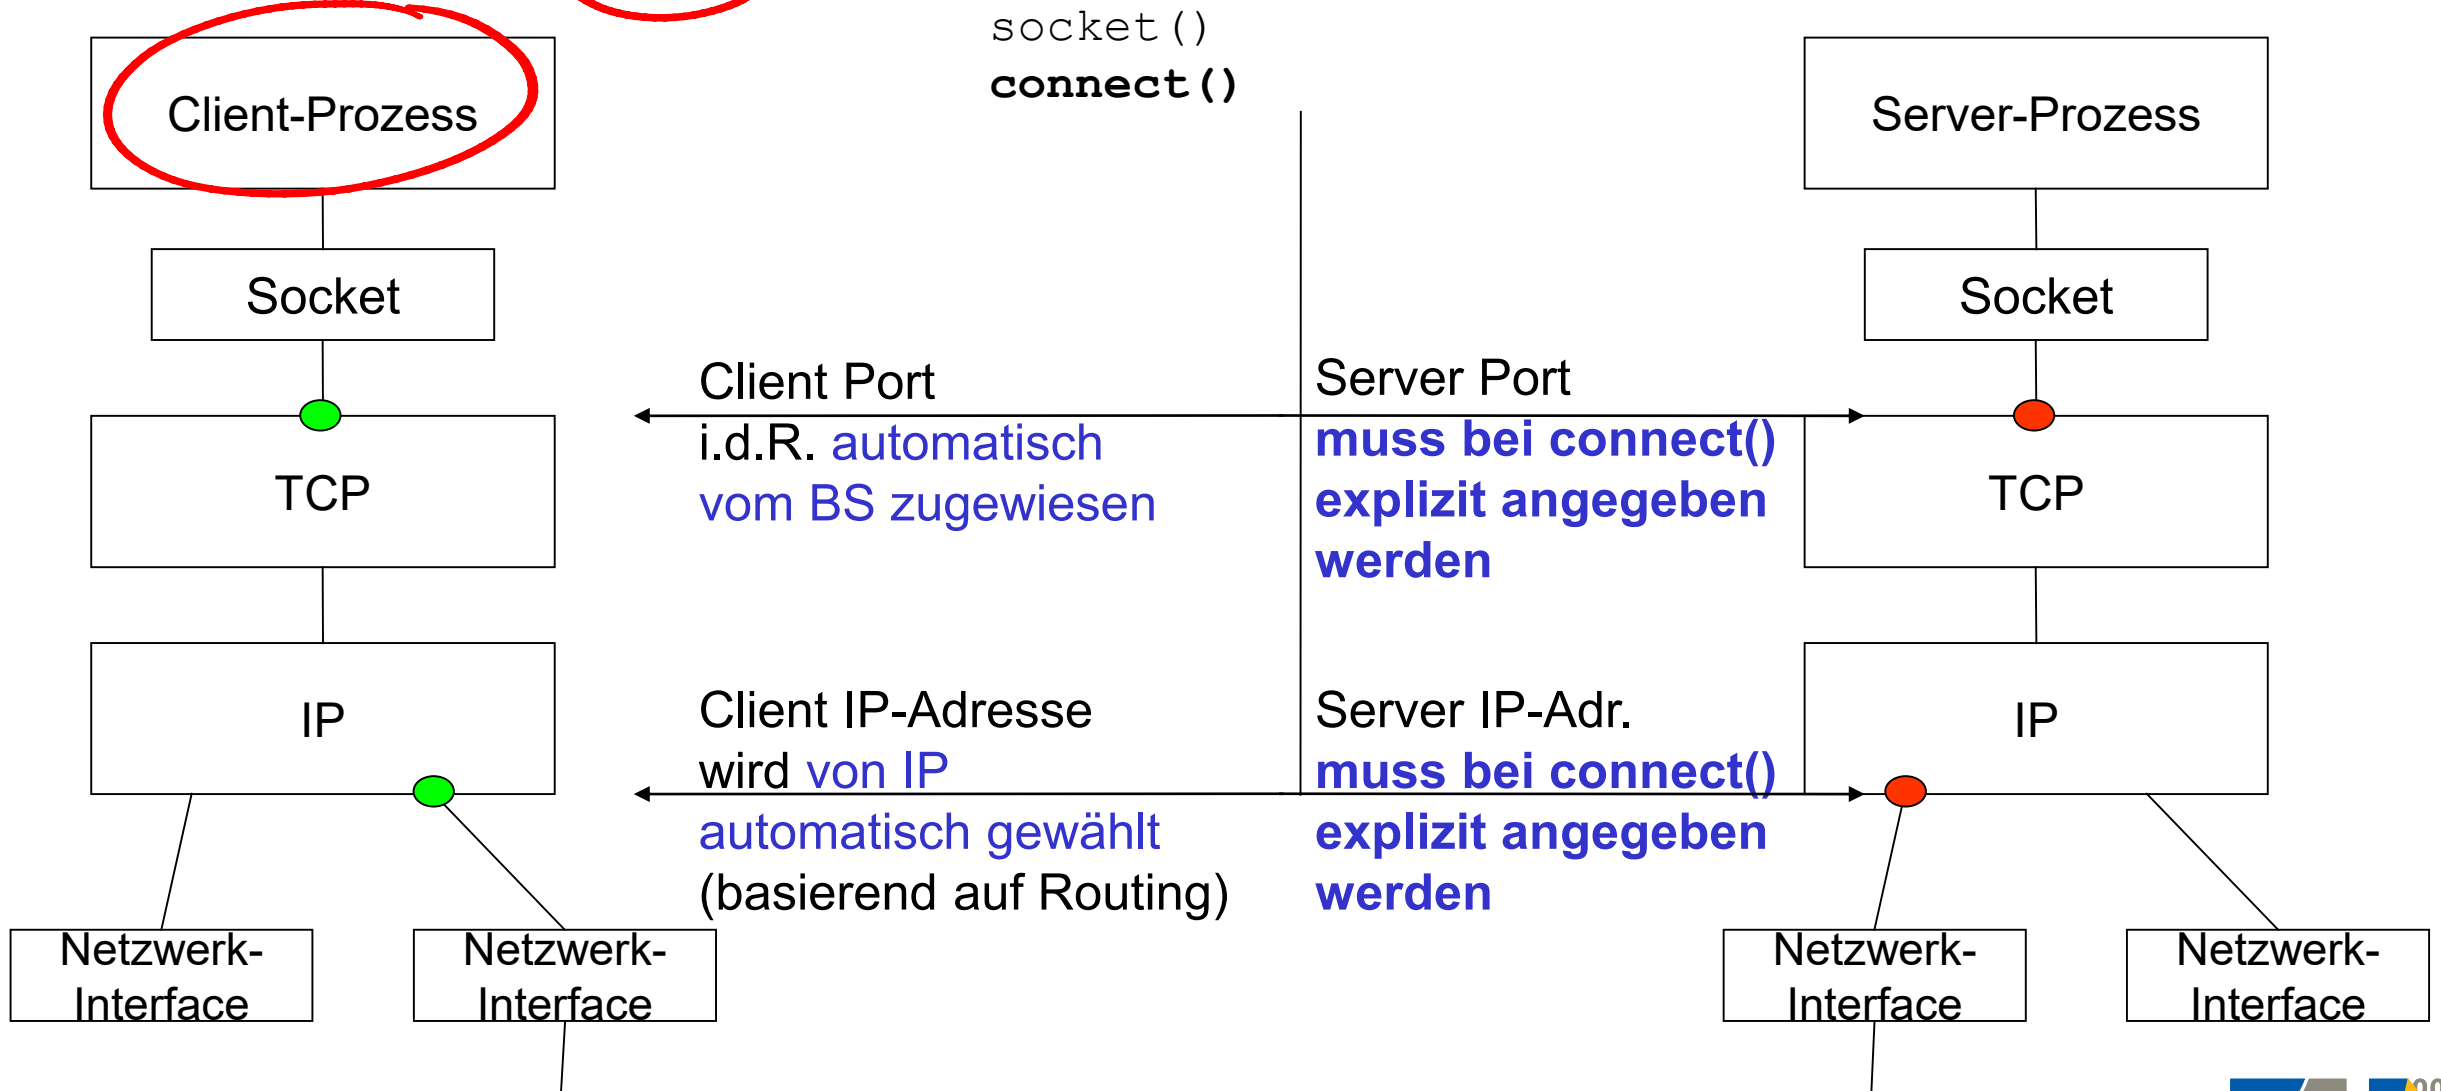 socket()
connect()
Client-Prozess
Server-Prozess
Socket
Socket
Client Port
i.d.R. automatisch
vom BS zugewiesen
Server Port
muss bei connect()
explizit angegeben
werden
TCP
TCP
IP
Client IP-Adresse
wird von IP
automatisch gewählt
(basierend auf Routing)
Server IP-Adr.
muss bei connect()
explizit angegeben
werden
IP
Netzwerk-
Interface
Netzwerk-
Interface
Netzwerk-
Interface
Netzwerk-
Interface